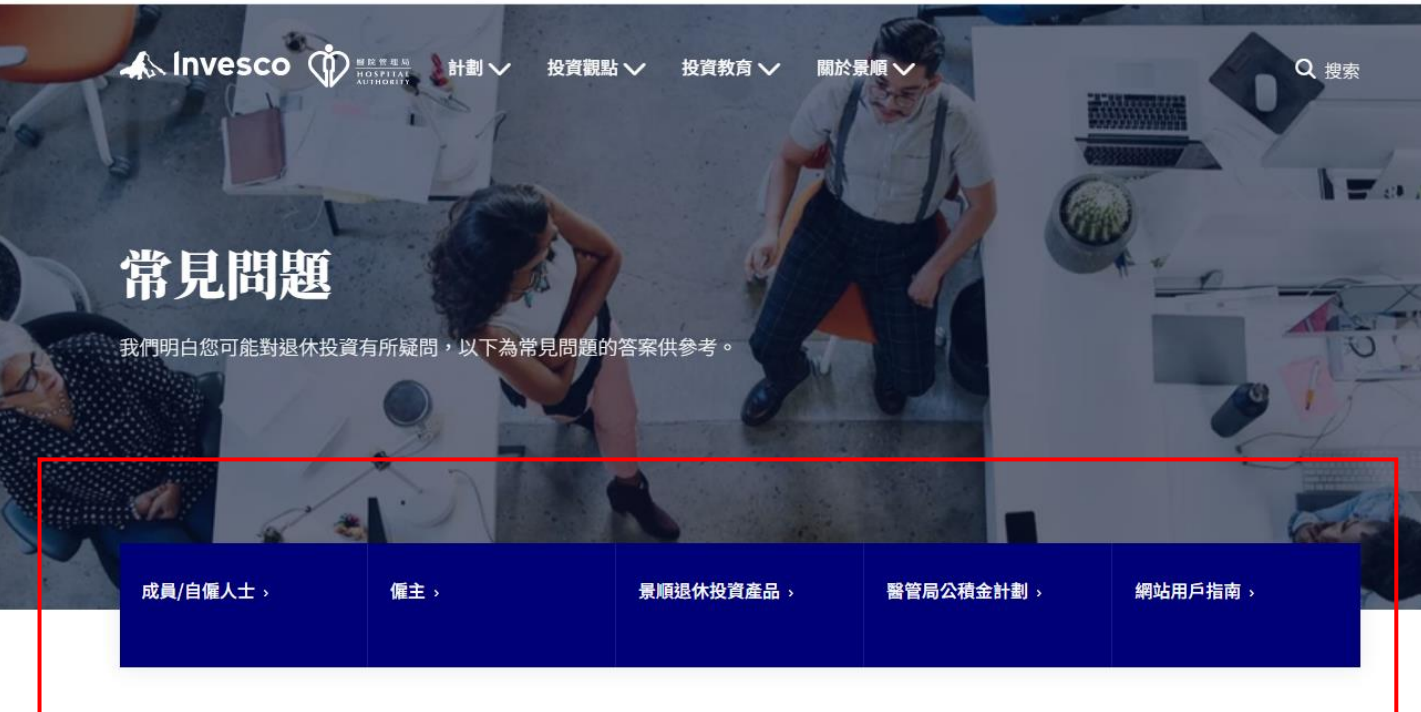 Invesco
醫院管理局
HOSPITAL
AUTHORITY
計劃
投資觀點
投資教育
關於景順
搜索
常見問題
我們明白您可能對退休投資有所疑問，以下為常見問題的答案供參考。
成員/自僱人士 ›
僱主 ›
景順退休投資產品 ›
醫管局公積金計劃 ›
網站用戶指南 ›